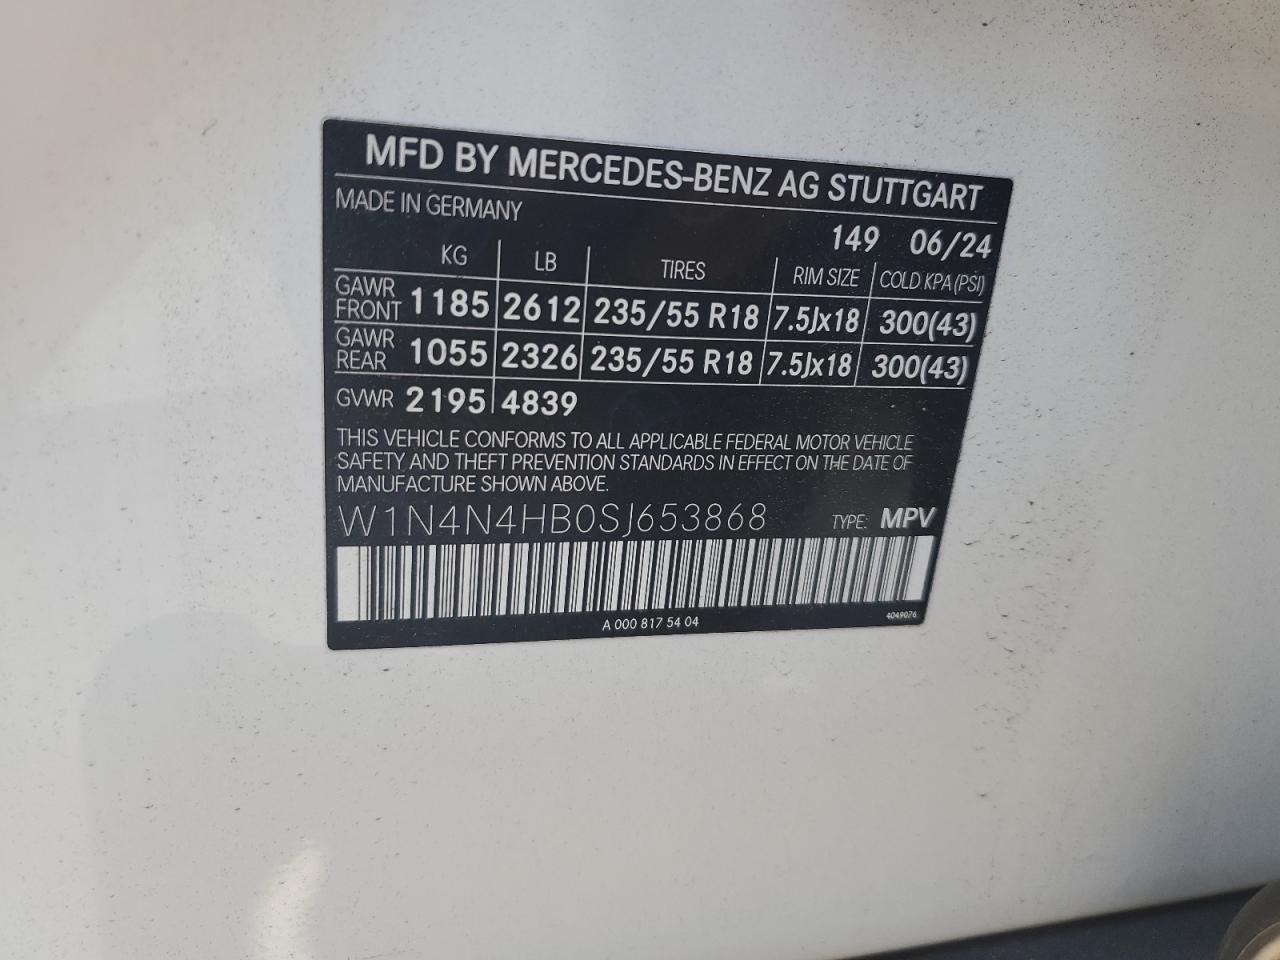 MFD BY MERCEDES-BENZ AG STUTTGART
MADE IN GERMANY
149 06/24
KG LB TIRES RIM SIZE COLD KPA (PSI)
GAWR FRONT 1185 2612 235/55 R18 7.5Jx18 300(43)
GAWR REAR 1055 2326 235/55 R18 7.5Jx18 300(43)
GVWR 2195 4839
THIS VEHICLE CONFORMS TO ALL APPLICABLE FEDERAL MOTOR VEHICLE
SAFETY AND THEFT PREVENTION STANDARDS IN EFFECT ON THE DATE OF
MANUFACTURE SHOWN ABOVE.
W1N4N4HB0SJ653868 TYPE: MPV
A 000 817 54 04 4049076